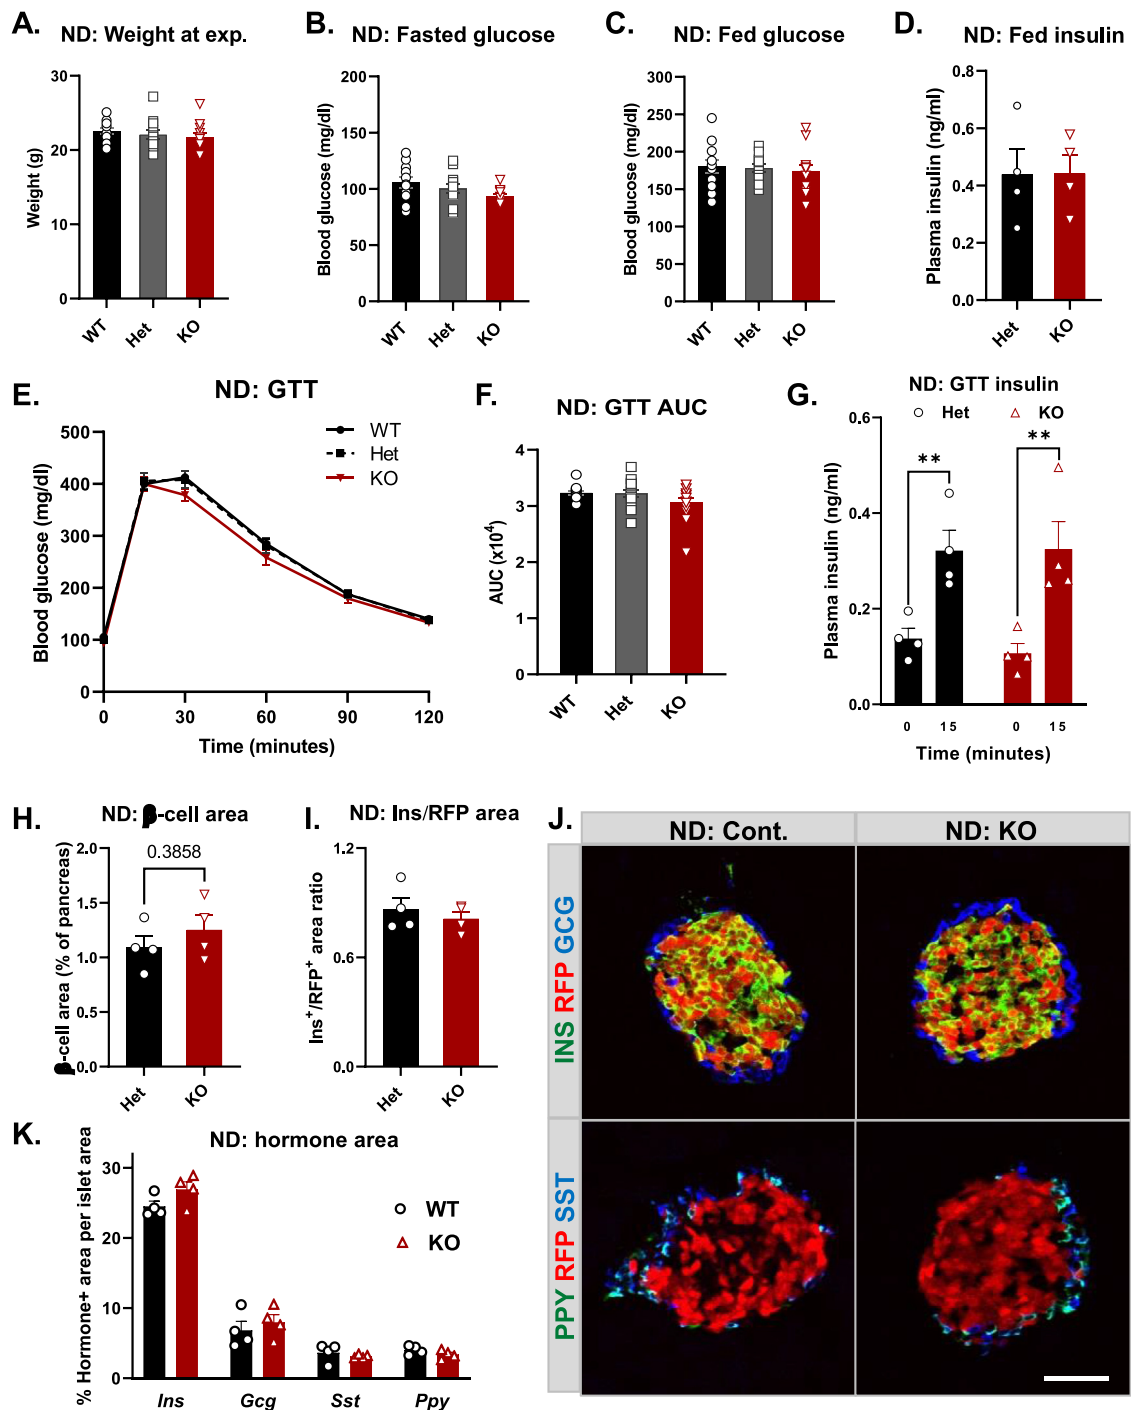 A. ND: Weight at exp.
Weight (g)
30
20
10
0
WT Het KO
B. ND: Fasted glucose
Blood glucose (mg/dl)
200
150
100
50
0
WT Het KO
C. ND: Fed glucose
Blood glucose (mg/dl)
300
250
200
150
100
50
0
WT Het KO
D. ND: Fed insulin
Plasma insulin (ng/ml)
0.8
0.6
0.4
0.2
0.0
Het KO
E. ND: GTT
Blood glucose (mg/dl)
500
400
300
200
100
0
WT
Het
KO
0 30 60 90 120
Time (minutes)
F. ND: GTT AUC
AUC (x10⁴)
4
3
2
1
0
WT Het KO
G. ND: GTT insulin
Het KO
Plasma insulin (ng/ml)
0.6
0.4
0.2
0.0
** **
0 15 0 15
Time (minutes)
H. ND: β-cell area
β-cell area (% of pancreas)
2.0
1.5
1.0
0.5
0.0
0.3858
Het KO
I. ND: Ins/RFP area
Ins⁺/RFP⁺ area ratio
1.2
0.6
0.0
Het KO
J. ND: Cont. ND: KO
INS RFP GCG
PPY RFP SST
K. ND: hormone area
% Hormone+ area per islet area
30
20
10
0
WT
KO
Ins Gcg Sst Ppy